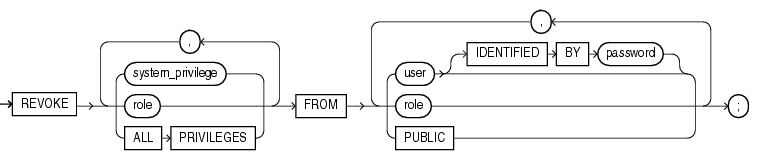 ,
,
IDENTIFIED BY password
system_privilege
user
REVOKE
role
FROM
role
;
ALL PRIVILEGES
PUBLIC